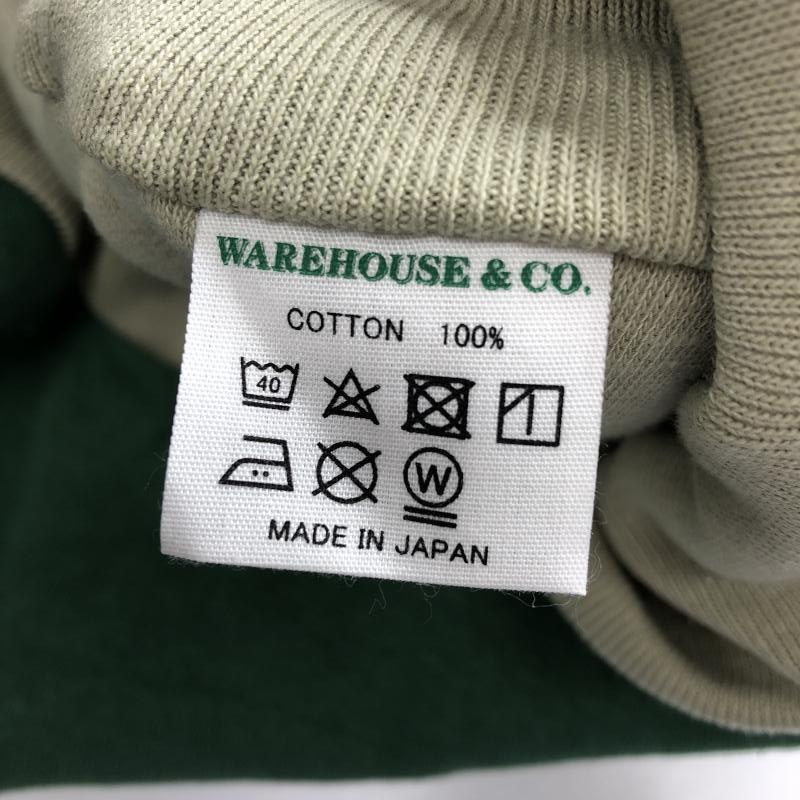 WAREHOUSE & CO.
COTTON 100%
40
W
MADE IN JAPAN